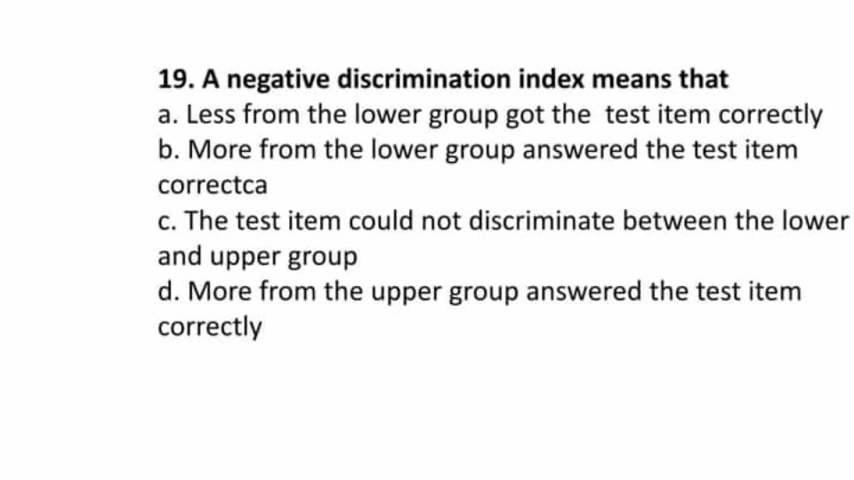 19. A negative discrimination index means that
a. Less from the lower group got the test item correctly
b. More from the lower group answered the test item
correctca
c. The test item could not discriminate between the lower
and upper group
d. More from the upper group answered the test item
correctly